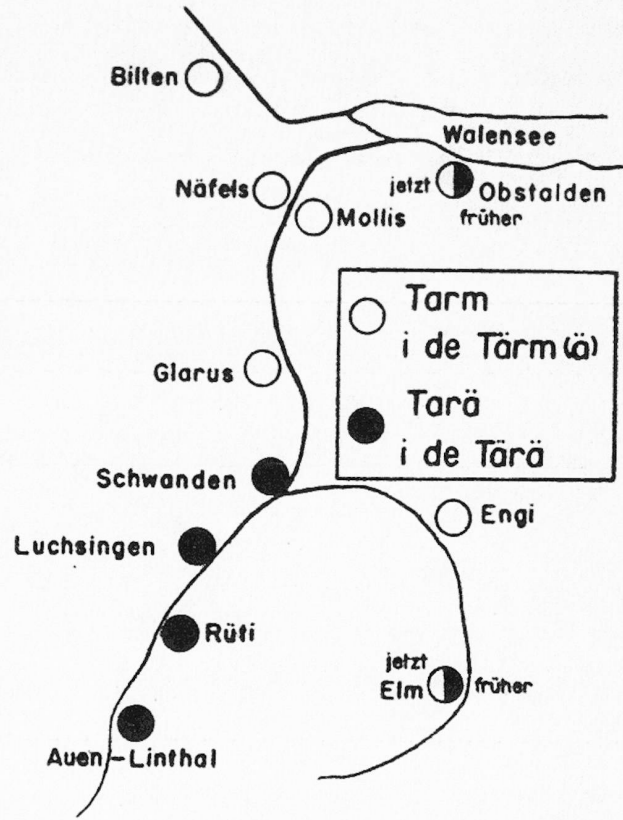 Bilten
Walensee
Näfels
jetzt
Obstalden
früher
Mollis
Tarm
i de Tärm(ä)
Glarus
Tarä
i de Tärä
Schwanden
Engi
Luchsingen
Rüti
jetzt
Elm
früher
Auen-Linthal